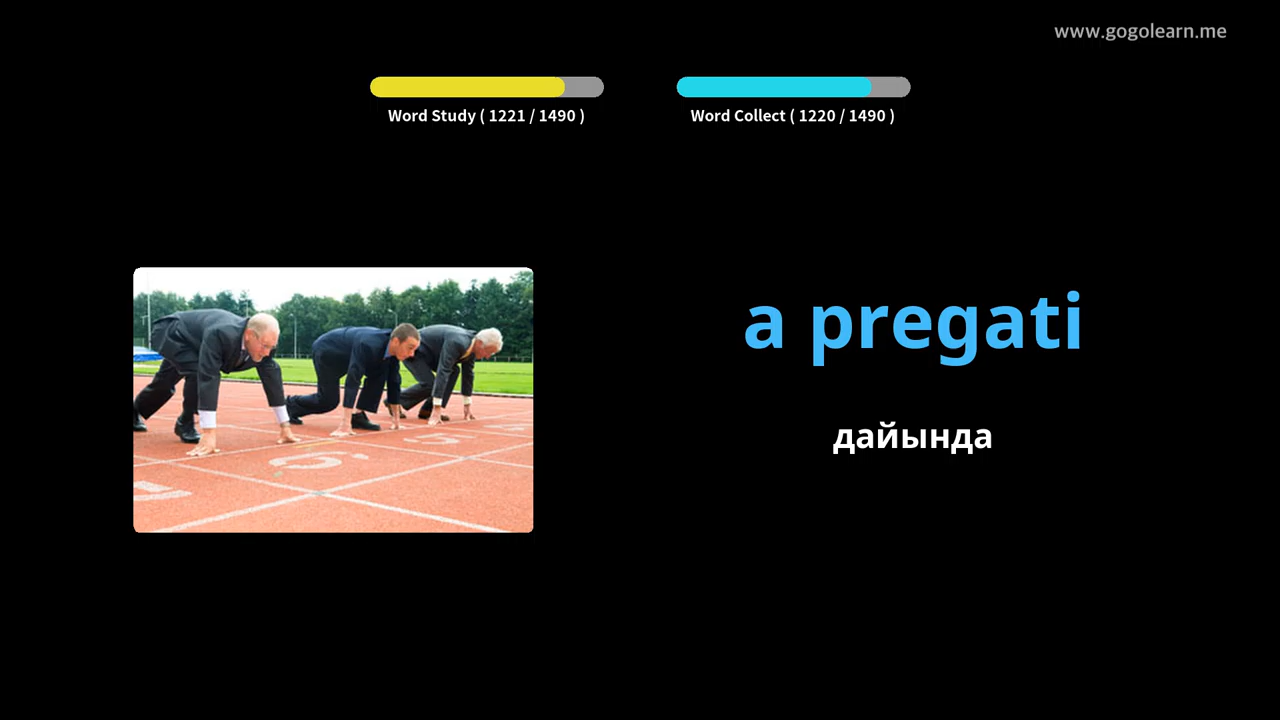 www.gogolearn.me
Word Study ( 1221 / 1490 )
Word Collect ( 1220 / 1490 )
a pregati
дайында